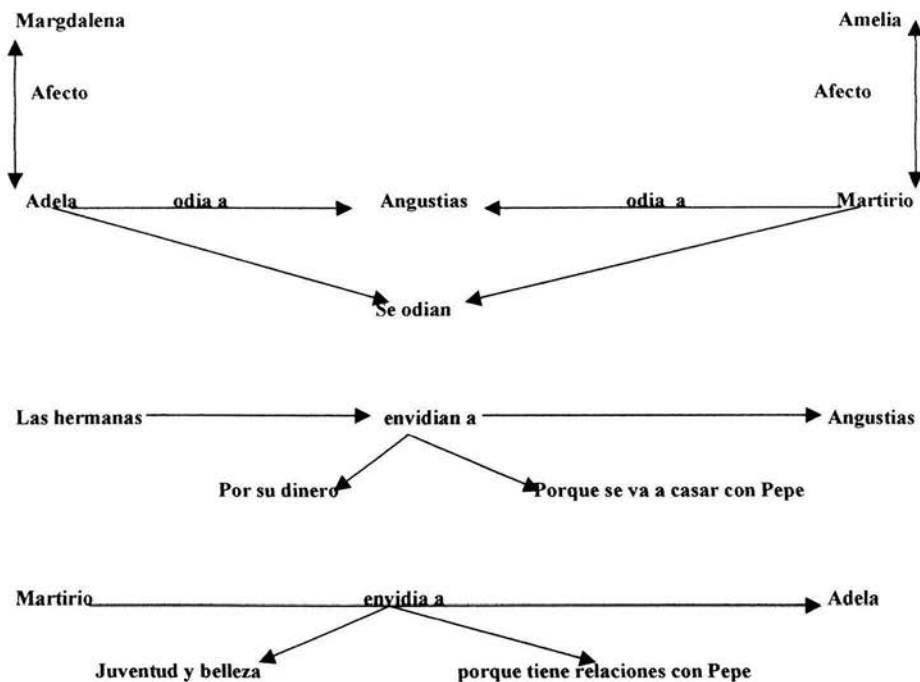 Margdalena Amelia
Afecto Afecto
Adela odia a Angustias odia a Martirio
Se odian
Las hermanas envidian a Angustias
Por su dinero Porque se va a casar con Pepe
Martirio envidia a Adela
Juventud y belleza porque tiene relaciones con Pepe